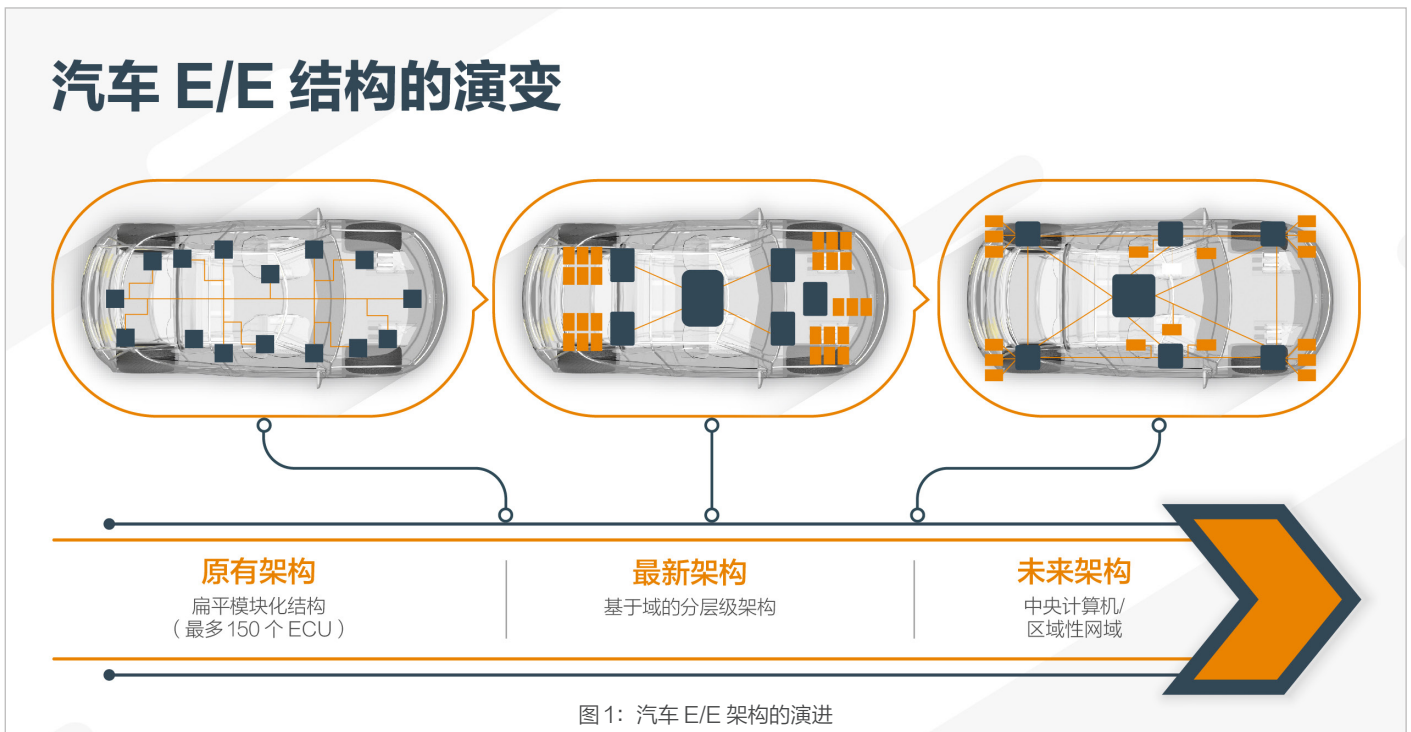 汽车 E/E 结构的演变
原有架构
扁平模块化结构
（最多150 个 ECU）
最新架构
基于域的分层级架构
未来架构
中央计算机/
区域性网域
图1：汽车 E/E 架构的演进